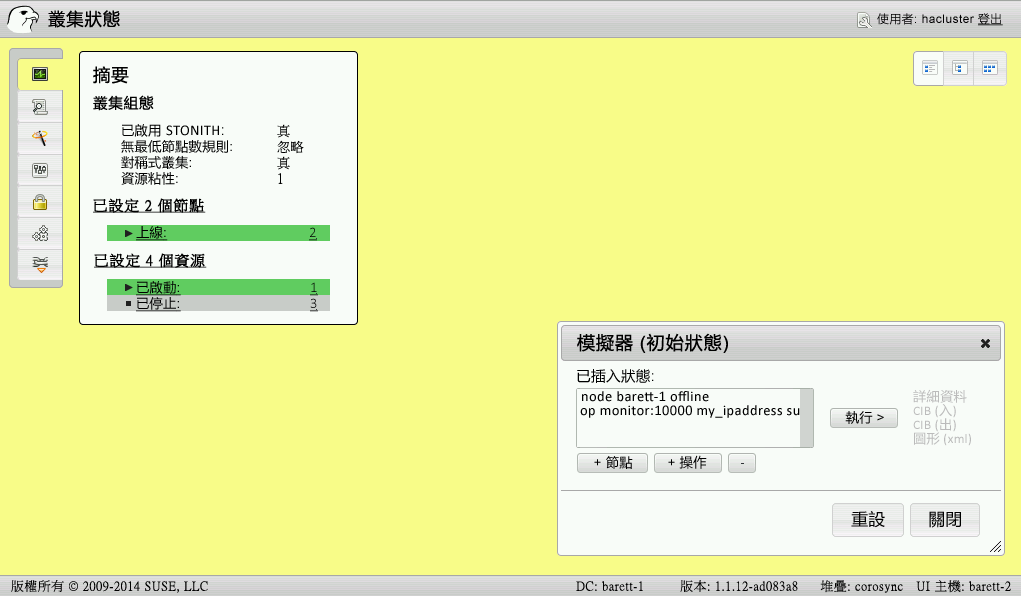 叢集狀態
使用者: hacluster 登出
摘要
叢集組態
已啟用 STONITH: 真
無最低節點數規則: 忽略
對稱式叢集: 真
資源粘性: 1
已設定 2 個節點
上線: 2
已設定 4 個資源
已啟動: 1
已停止: 3
模擬器 (初始狀態)
已插入狀態:
node barett-1 offline
op monitor:10000 my_ipaddress su
執行 >
詳細資料
CIB (入)
CIB (出)
圖形 (xml)
+ 節點 + 操作 -
重設 關閉
版權所有 © 2009-2014 SUSE, LLC DC: barett-1 版本: 1.1.12-ad083a8 堆疊: corosync UI 主機: barett-2